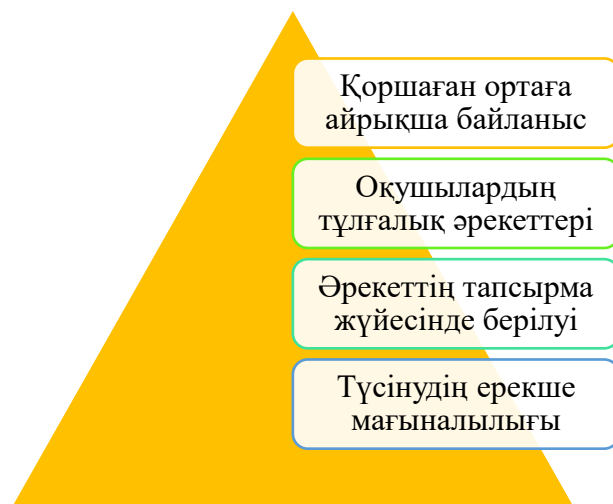 Қоршаған ортаға
айрықша байланыс
Оқушылардың
тұлғалық әрекеттері
Әрекеттің тапсырма
жүйесінде берілуі
Түсінудің ерекше
мағыналылығы